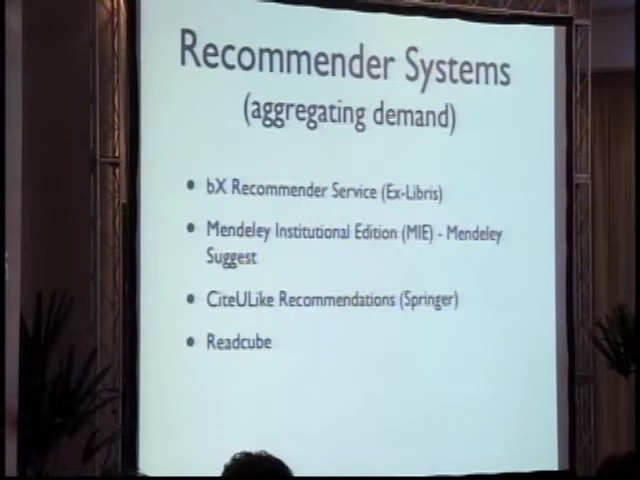 Recommender Systems
(aggregating demand)
• bX Recommender Service (Ex-Libris)
• Mendeley Institutional Edition (MIE) - Mendeley
Suggest
• CiteULike Recommendations (Springer)
• Readcube